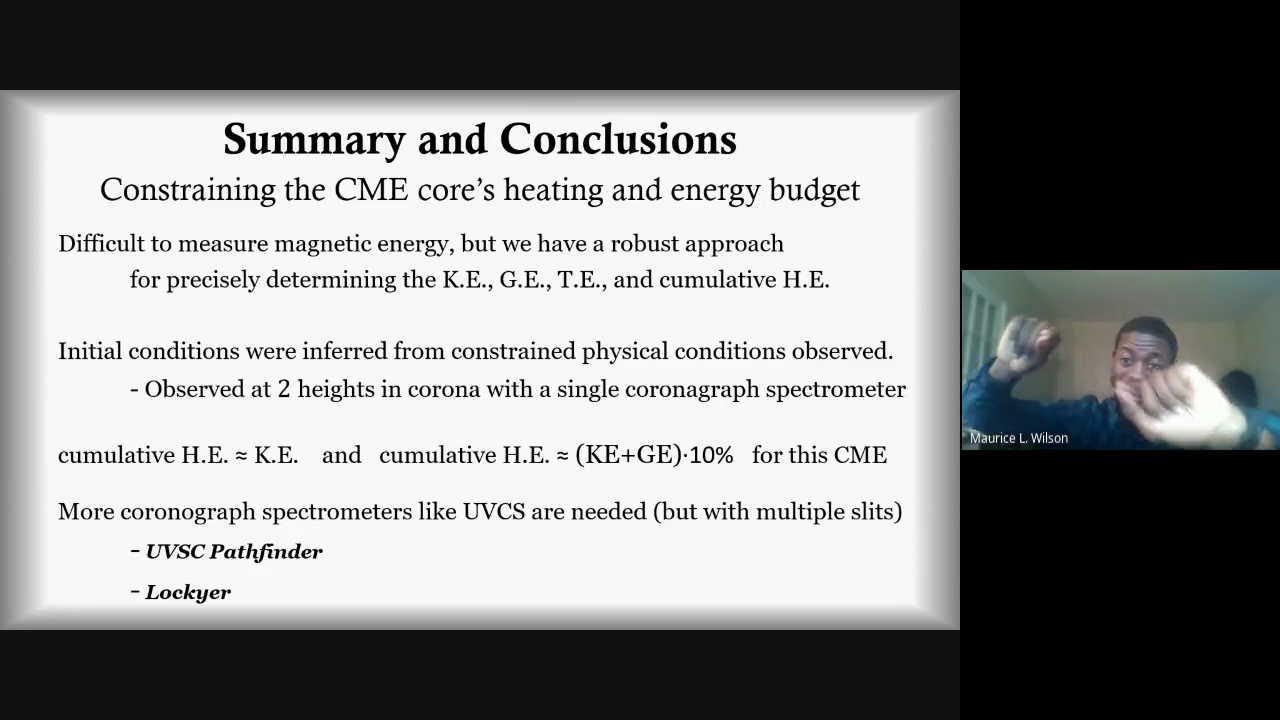 Summary and Conclusions
Constraining the CME core’s heating and energy budget
Difficult to measure magnetic energy, but we have a robust approach
for precisely determining the K.E., G.E., T.E., and cumulative H.E.
Initial conditions were inferred from constrained physical conditions observed.
- Observed at 2 heights in corona with a single coronagraph spectrometer
cumulative H.E. ≈ K.E. and cumulative H.E. ≈ (KE+GE)·10% for this CME
More coronograph spectrometers like UVCS are needed (but with multiple slits)
- UVSC Pathfinder
- Lockyer
Maurice L. Wilson